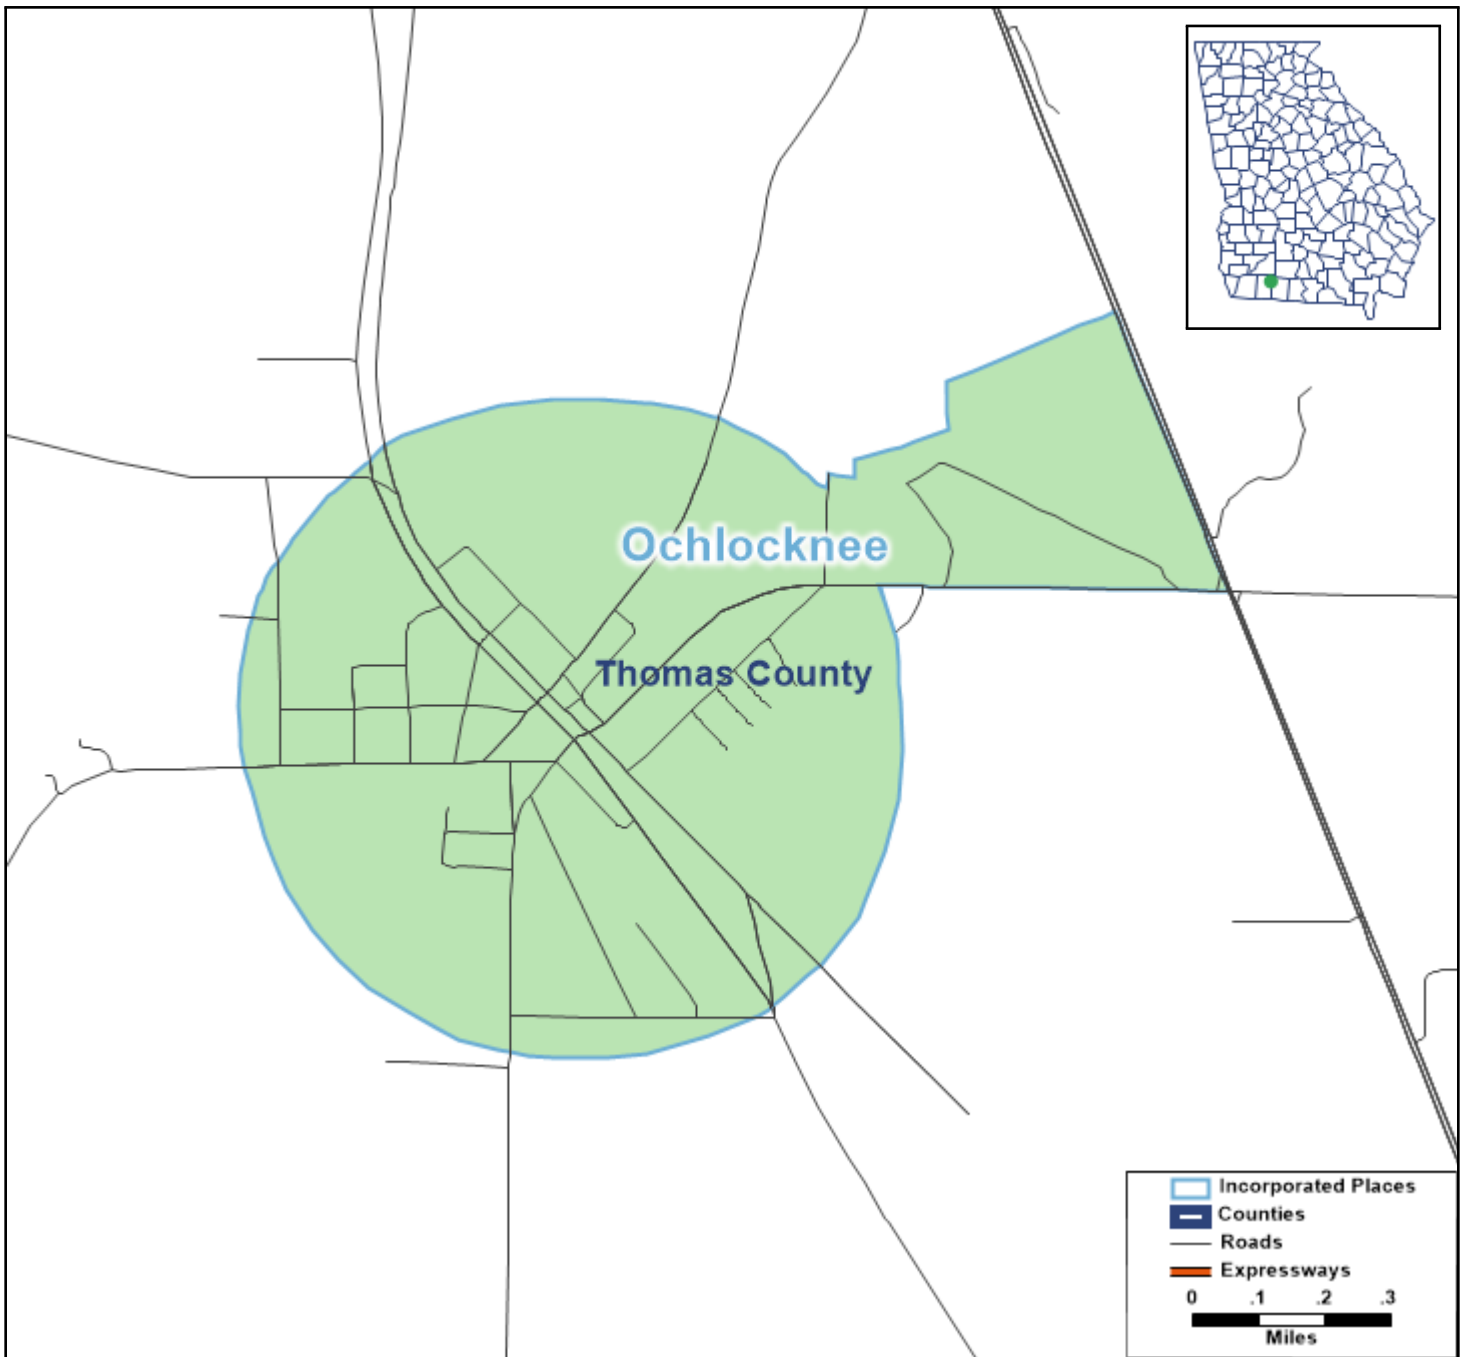 Ochlocknee
Thomas County
Incorporated Places
Counties
Roads
Expressways
0 .1 .2 .3
Miles